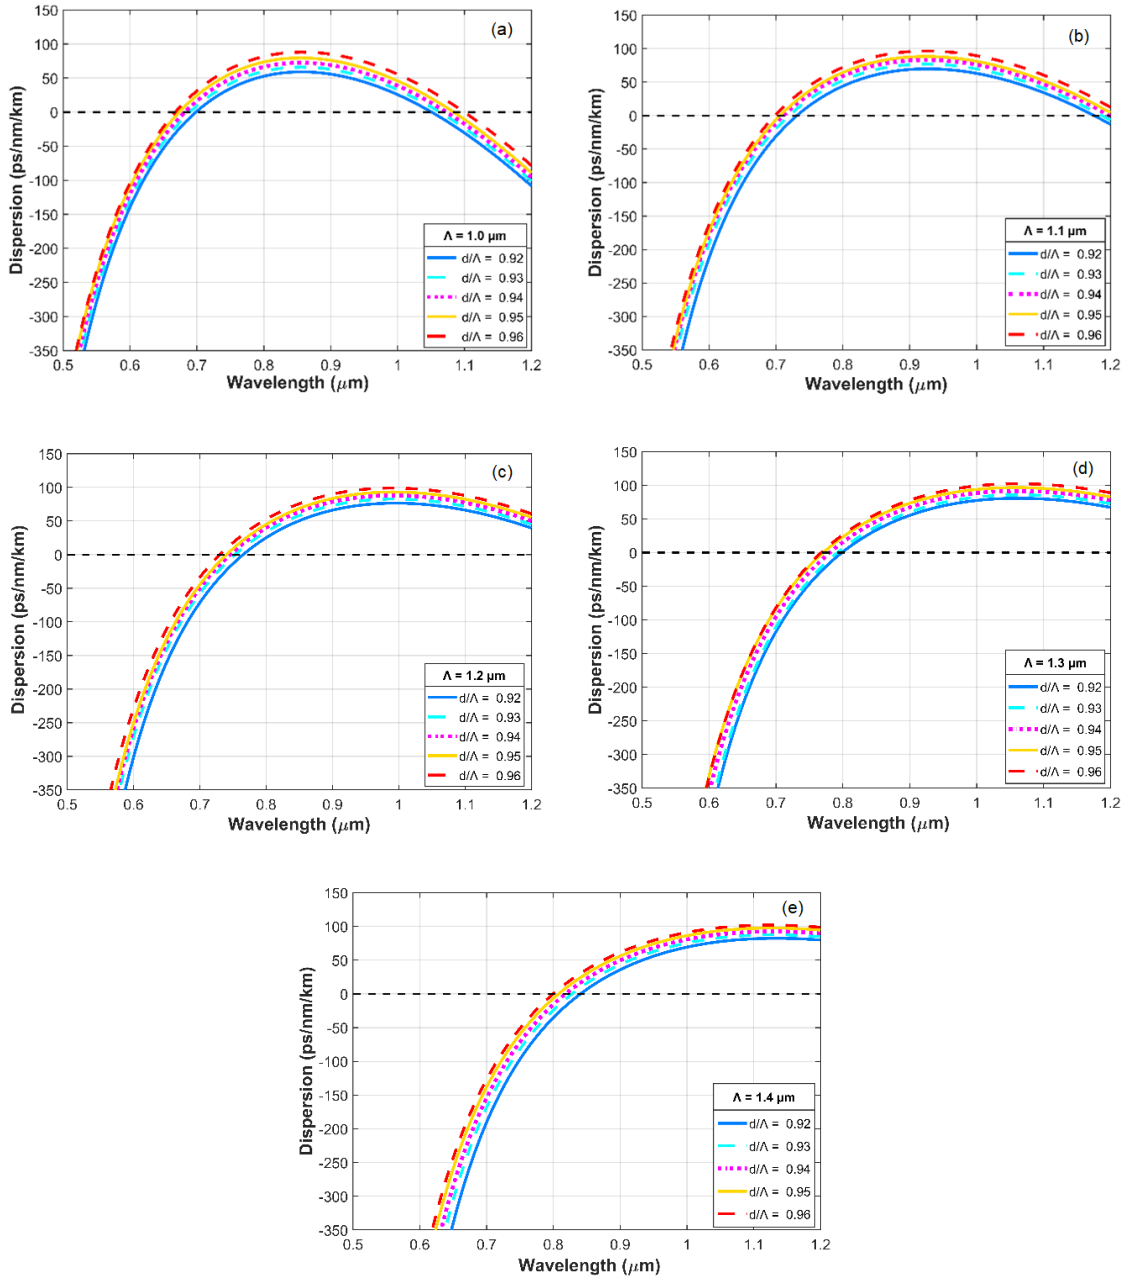 (a)
150
100
50
0
-50
-100
-150
-200
-250
-300
-350
Dispersion (ps/nm/km)
Λ = 1.0 µm
d/Λ = 0.92
d/Λ = 0.93
d/Λ = 0.94
d/Λ = 0.95
d/Λ = 0.96
0.5 0.6 0.7 0.8 0.9 1 1.1 1.2
Wavelength (µm)
(b)
150
100
50
0
-50
-100
-150
-200
-250
-300
-350
Dispersion (ps/nm/km)
Λ = 1.1 µm
d/Λ = 0.92
d/Λ = 0.93
d/Λ = 0.94
d/Λ = 0.95
d/Λ = 0.96
0.5 0.6 0.7 0.8 0.9 1 1.1 1.2
Wavelength (µm)
(c)
150
100
50
0
-50
-100
-150
-200
-250
-300
-350
Dispersion (ps/nm/km)
Λ = 1.2 µm
d/Λ = 0.92
d/Λ = 0.93
d/Λ = 0.94
d/Λ = 0.95
d/Λ = 0.96
0.5 0.6 0.7 0.8 0.9 1 1.1 1.2
Wavelength (µm)
(d)
150
100
50
0
-50
-100
-150
-200
-250
-300
-350
Dispersion (ps/nm/km)
Λ = 1.3 µm
d/Λ = 0.92
d/Λ = 0.93
d/Λ = 0.94
d/Λ = 0.95
d/Λ = 0.96
0.5 0.6 0.7 0.8 0.9 1 1.1 1.2
Wavelength (µm)
(e)
150
100
50
0
-50
-100
-150
-200
-250
-300
-350
Dispersion (ps/nm/km)
Λ = 1.4 µm
d/Λ = 0.92
d/Λ = 0.93
d/Λ = 0.94
d/Λ = 0.95
d/Λ = 0.96
0.5 0.6 0.7 0.8 0.9 1 1.1 1.2
Wavelength (µm)